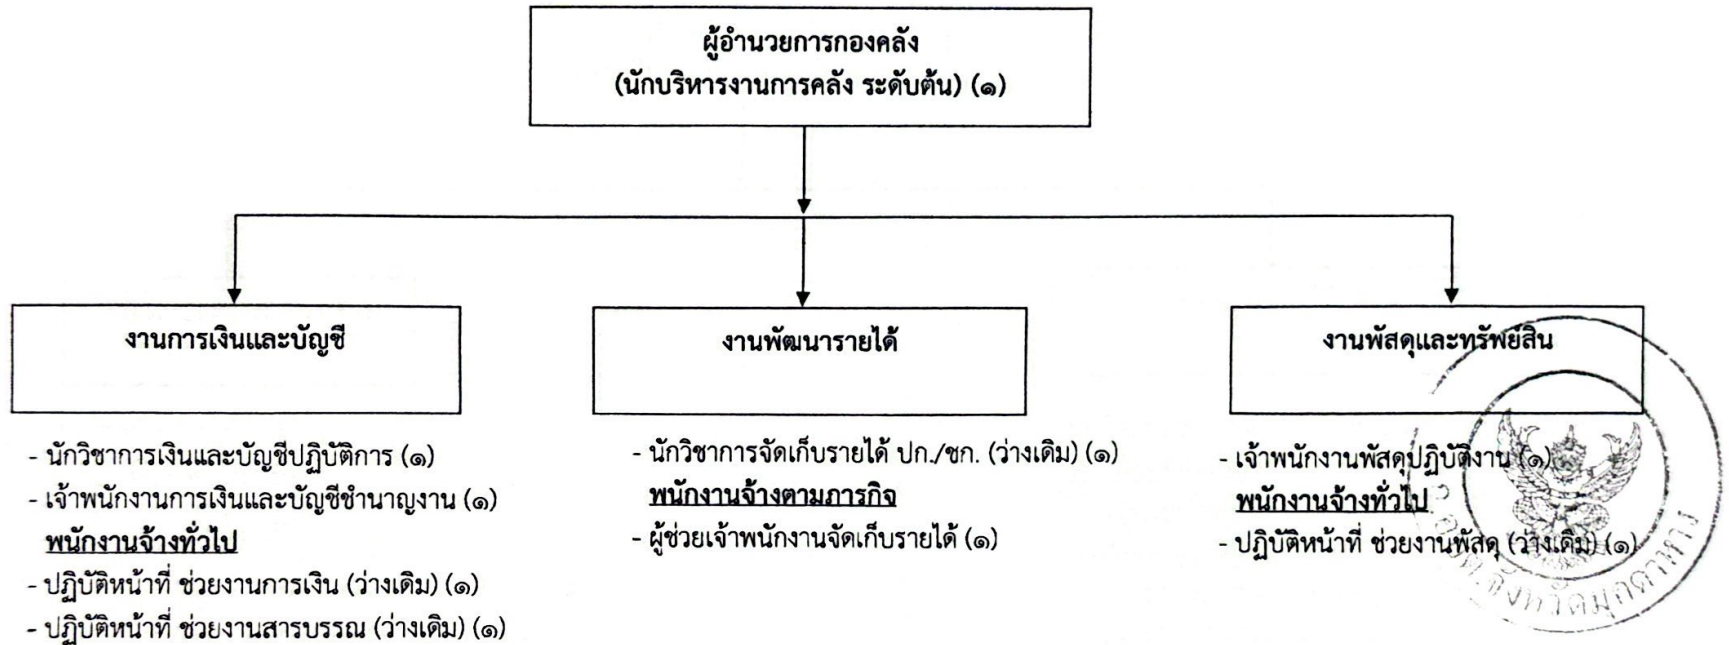 ผู้อำนวยการกองคลัง
(นักบริหารงานการคลัง ระดับต้น) (๑)
งานการเงินและบัญชี
- นักวิชาการเงินและบัญชีปฏิบัติการ (๑)
- เจ้าพนักงานการเงินและบัญชีชำนาญงาน (๑)
พนักงานจ้างทั่วไป
- ปฏิบัติหน้าที่ ช่วยงานการเงิน (ว่างเดิม) (๑)
- ปฏิบัติหน้าที่ ช่วยงานสารบรรณ (ว่างเดิม) (๑)
งานพัฒนารายได้
- นักวิชาการจัดเก็บรายได้ ปก./ชก. (ว่างเดิม) (๑)
พนักงานจ้างตามภารกิจ
- ผู้ช่วยเจ้าพนักงานจัดเก็บรายได้ (๑)
งานพัสดุและทรัพย์สิน
- เจ้าพนักงานพัสดุปฏิบัติงาน (๑)
พนักงานจ้างทั่วไป
- ปฏิบัติหน้าที่ ช่วยงานพัสดุ (ว่างเดิม) (๑)
จังหวัดมุกดาหาร